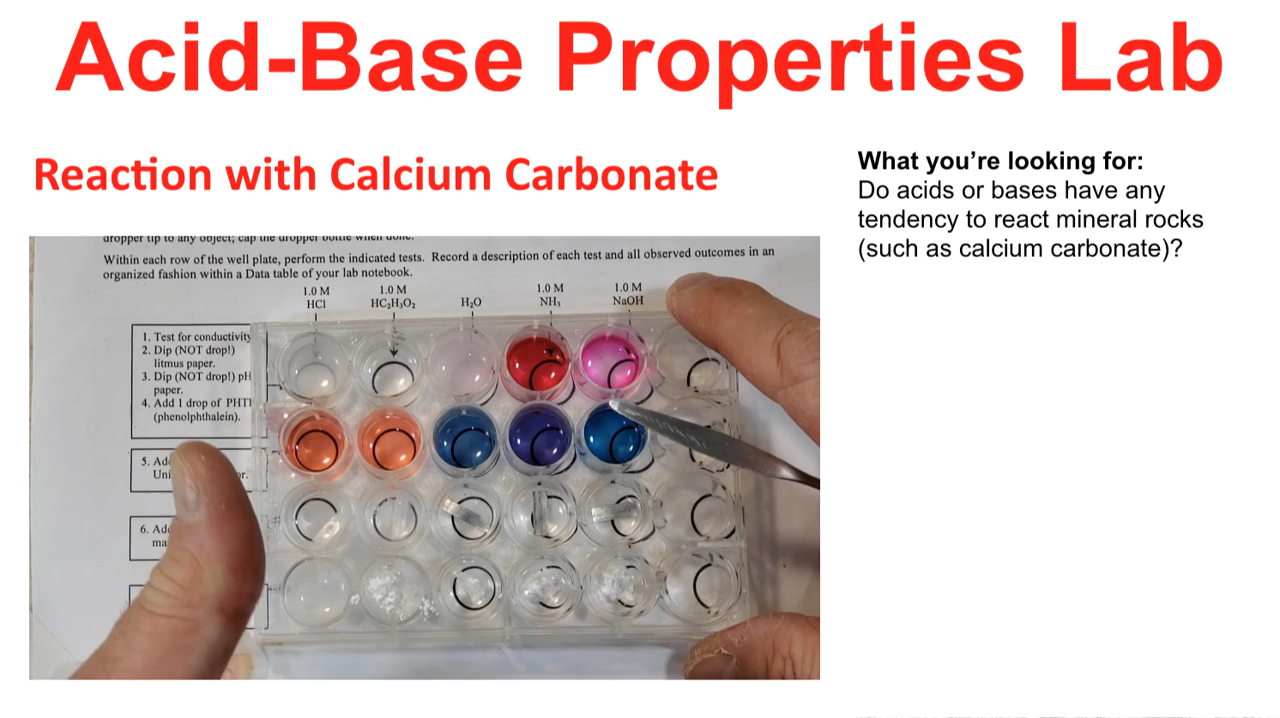 Acid-Base Properties Lab
Reaction with Calcium Carbonate
What you’re looking for:
Do acids or bases have any
tendency to react mineral rocks
(such as calcium carbonate)?
dropper tip to any object; cap the dropper bottle when done.
Within each row of the well plate, perform the indicated tests. Record a description of each test and all observed outcomes in an
organized fashion within a Data table of your lab notebook.
1.0 M 1.0 M 1.0 M 1.0 M
HCl HC₂H₃O₂ H₂O NH₃ NaOH
1. Test for conductivity
2. Dip (NOT drop!)
litmus paper.
3. Dip (NOT drop!) pH
paper.
4. Add 1 drop of PHTH
(phenolphthalein).
5. Ad
Uni r.
6. Ad
ma